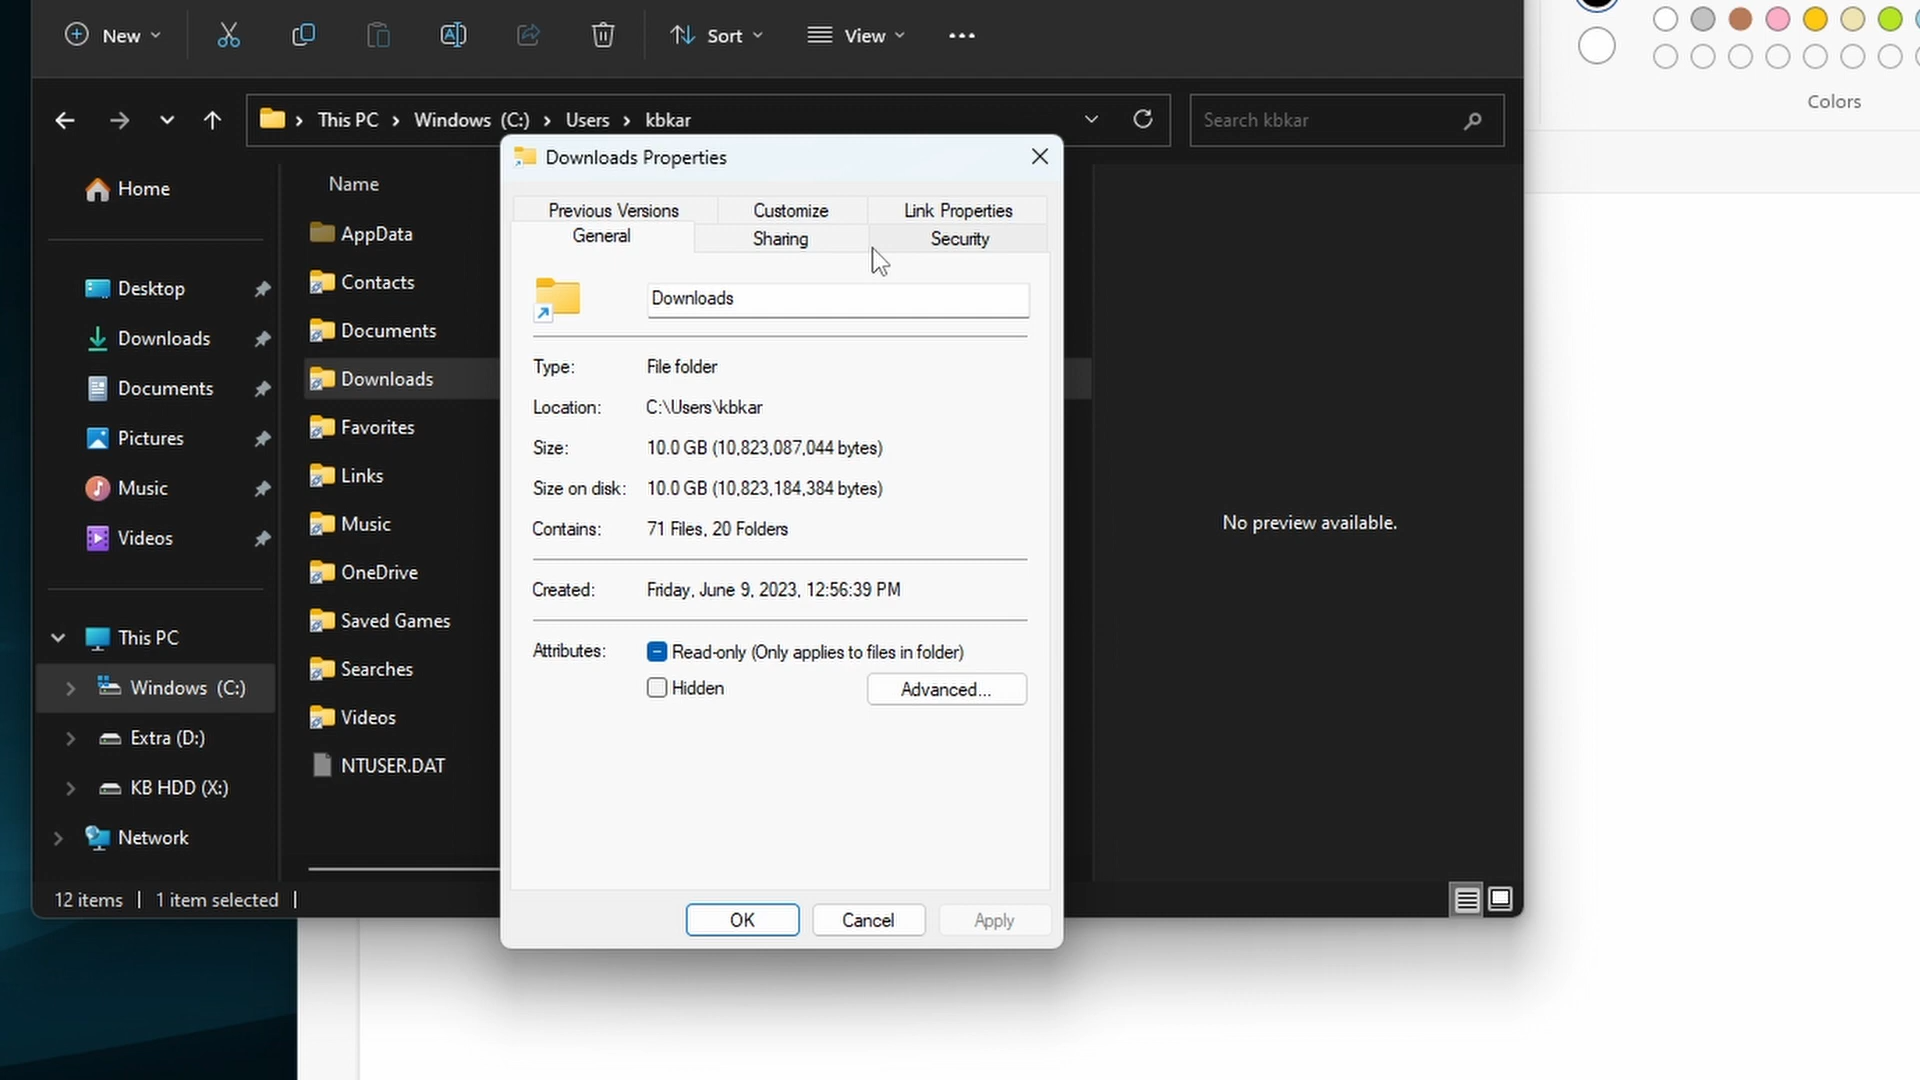 New
Sort
View
Colors
This PC
Windows (C:)
Users
kbkar
Search kbkar
Home
Desktop
Downloads
Documents
Pictures
Music
Videos
This PC
Windows (C:)
Extra (D:)
KB HDD (X:)
Network
Name
AppData
Contacts
Documents
Downloads
Favorites
Links
Music
OneDrive
Saved Games
Searches
Videos
NTUSER.DAT
Downloads Properties
Previous Versions
Customize
Link Properties
General
Sharing
Security
Downloads
Type: File folder
Location: C:\Users\kbkar
Size: 10.0 GB (10,823,087,044 bytes)
Size on disk: 10.0 GB (10,823,184,384 bytes)
Contains: 71 Files, 20 Folders
Created: Friday, June 9, 2023, 12:56:39 PM
Attributes: Read-only (Only applies to files in folder)
Hidden
Advanced...
OK
Cancel
Apply
No preview available.
12 items
1 item selected